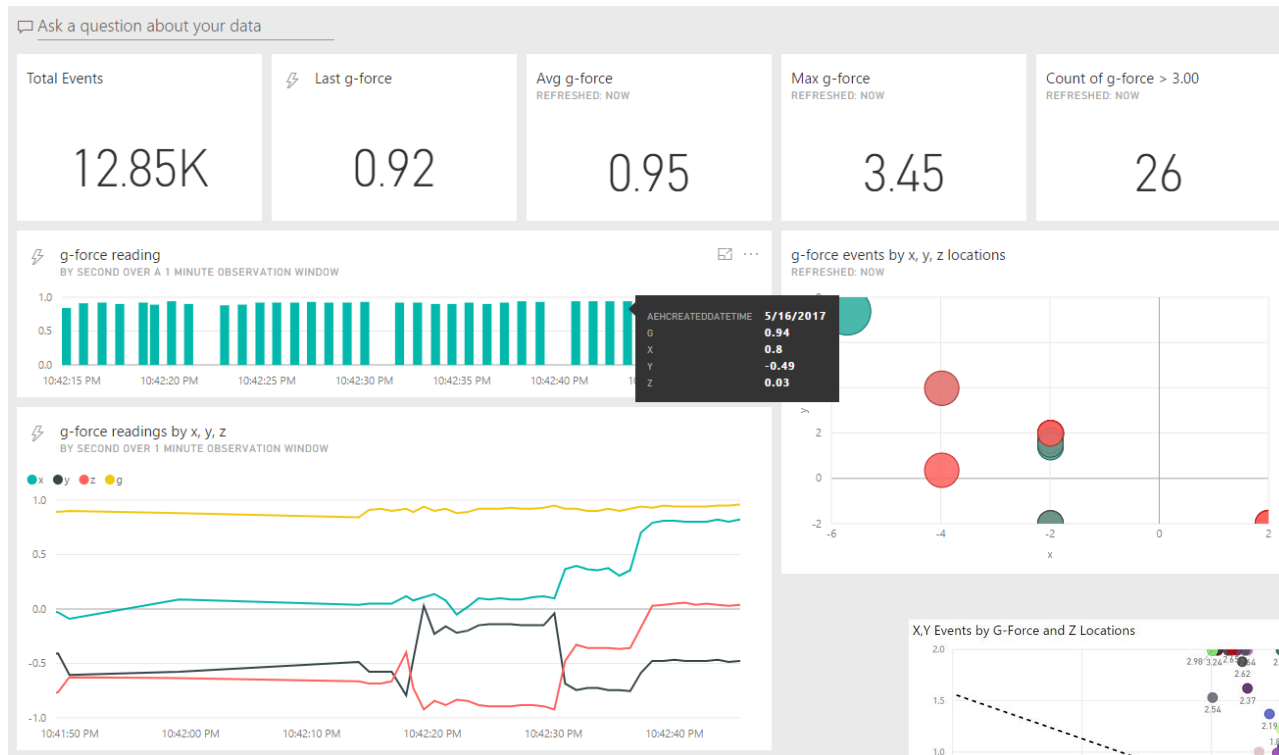 Ask a question about your data
Total Events
12.85K
Last g-force
0.92
Avg g-force
REFRESHED: NOW
0.95
Max g-force
REFRESHED: NOW
3.45
Count of g-force > 3.00
REFRESHED: NOW
26
g-force reading
BY SECOND OVER A 1 MINUTE OBSERVATION WINDOW
1.0
0.5
0.0
10:42:15 PM 10:42:20 PM 10:42:25 PM 10:42:30 PM 10:42:35 PM 10:42:40 PM
AEHCREATEDDATETIME 5/16/2017
G 0.94
X 0.8
Y -0.49
Z 0.03
g-force events by x, y, z locations
REFRESHED: NOW
y
2
0
-2
-6 -4 -2 0 2
x
g-force readings by x, y, z
BY SECOND OVER 1 MINUTE OBSERVATION WINDOW
x y z g
1.0
0.5
0.0
-0.5
-1.0
10:41:50 PM 10:42:00 PM 10:42:10 PM 10:42:20 PM 10:42:30 PM 10:42:40 PM
X,Y Events by G-Force and Z Locations
2.0
2.98 3.24
2.62
2.54 2.37
2.19
1.5
1.0